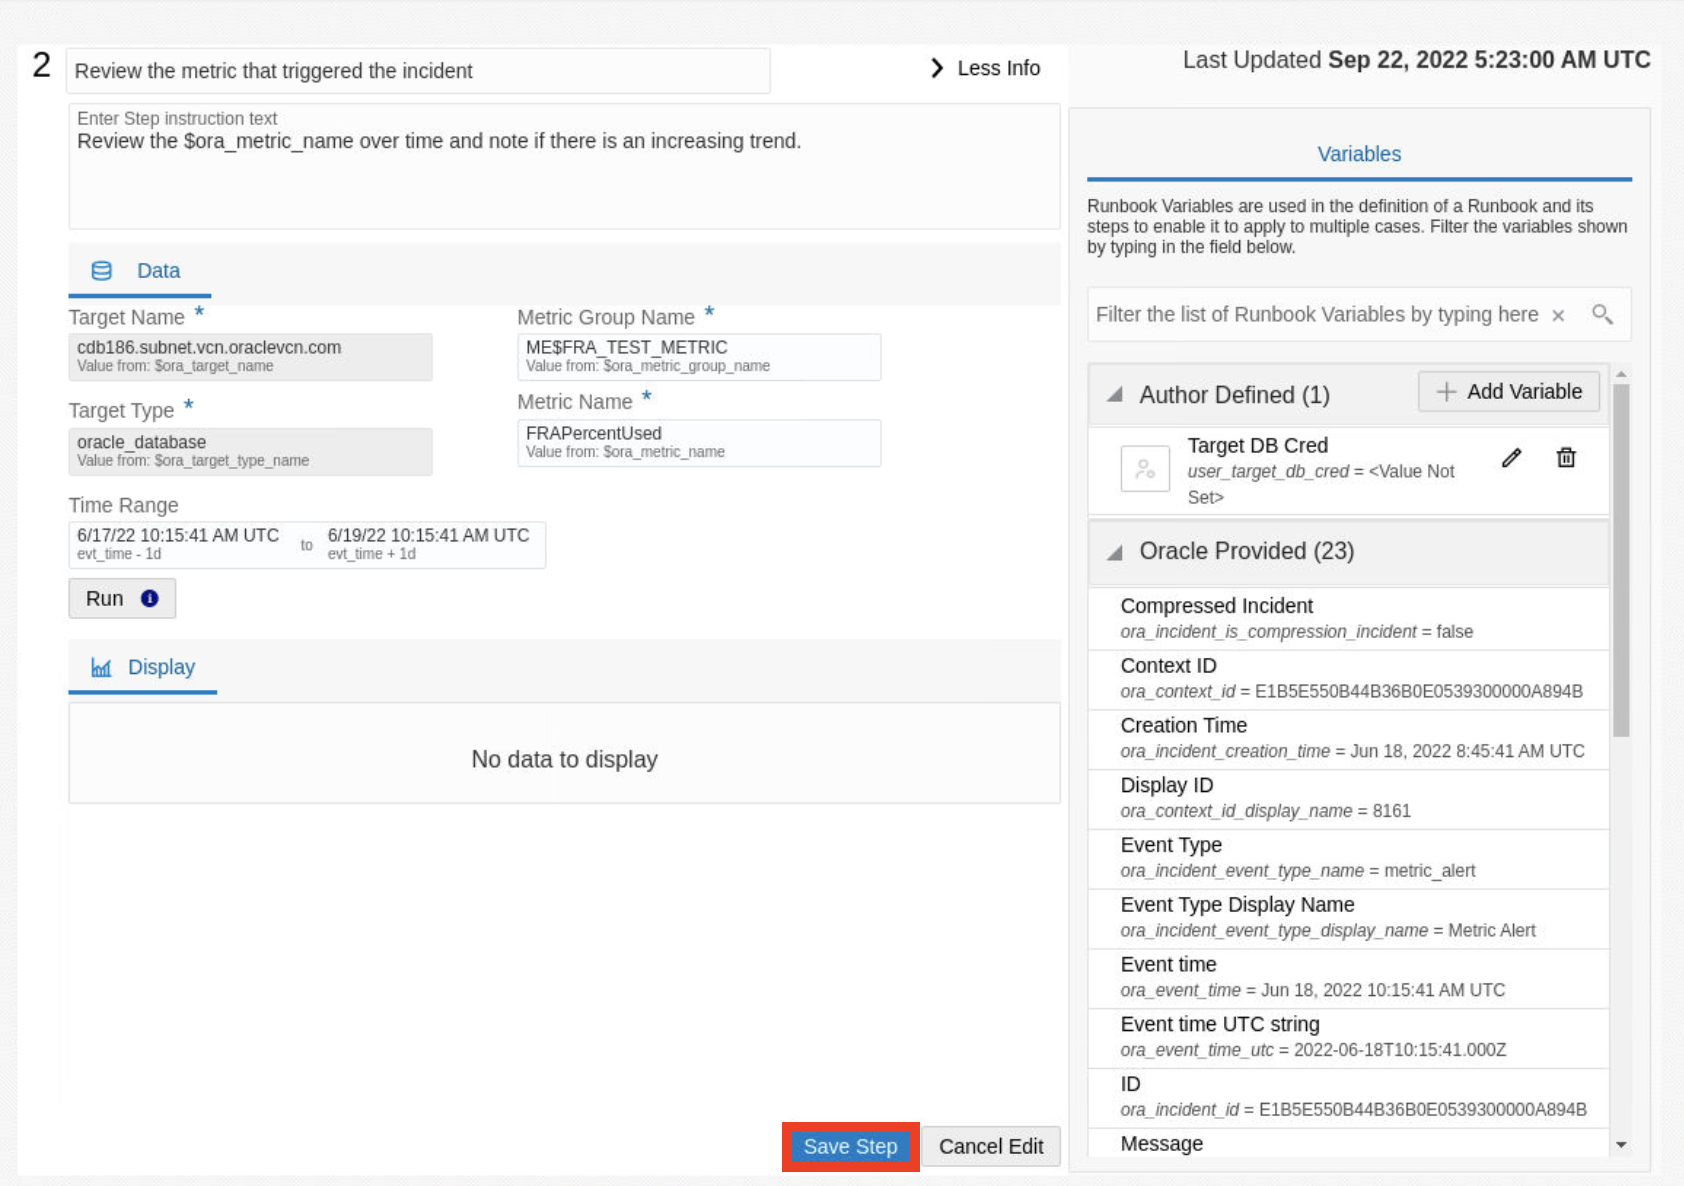 2
Review the metric that triggered the incident
Less Info
Enter Step instruction text
Review the $ora_metric_name over time and note if there is an increasing trend.
Data
Target Name *
cdb186.subnet.vcn.oraclevcn.com
Value from: $ora_target_name
Metric Group Name *
ME$FRA_TEST_METRIC
Value from: $ora_metric_group_name
Target Type *
oracle_database
Value from: $ora_target_type_name
Metric Name *
FRAPercentUsed
Value from: $ora_metric_name
Time Range
6/17/22 10:15:41 AM UTC to 6/19/22 10:15:41 AM UTC
evt_time - 1d evt_time + 1d
Run
Display
No data to display
Save Step
Cancel Edit
Last Updated Sep 22, 2022 5:23:00 AM UTC
Variables
Runbook Variables are used in the definition of a Runbook and its
steps to enable it to apply to multiple cases. Filter the variables shown
by typing in the field below.
Filter the list of Runbook Variables by typing here
Author Defined (1)
Add Variable
Target DB Cred
user_target_db_cred = <Value Not
Set>
Oracle Provided (23)
Compressed Incident
ora_incident_is_compression_incident = false
Context ID
ora_context_id = E1B5E550B44B36B0E0539300000A894B
Creation Time
ora_incident_creation_time = Jun 18, 2022 8:45:41 AM UTC
Display ID
ora_context_id_display_name = 8161
Event Type
ora_incident_event_type_name = metric_alert
Event Type Display Name
ora_incident_event_type_display_name = Metric Alert
Event time
ora_event_time = Jun 18, 2022 10:15:41 AM UTC
Event time UTC string
ora_event_time_utc = 2022-06-18T10:15:41.000Z
ID
ora_incident_id = E1B5E550B44B36B0E0539300000A894B
Message